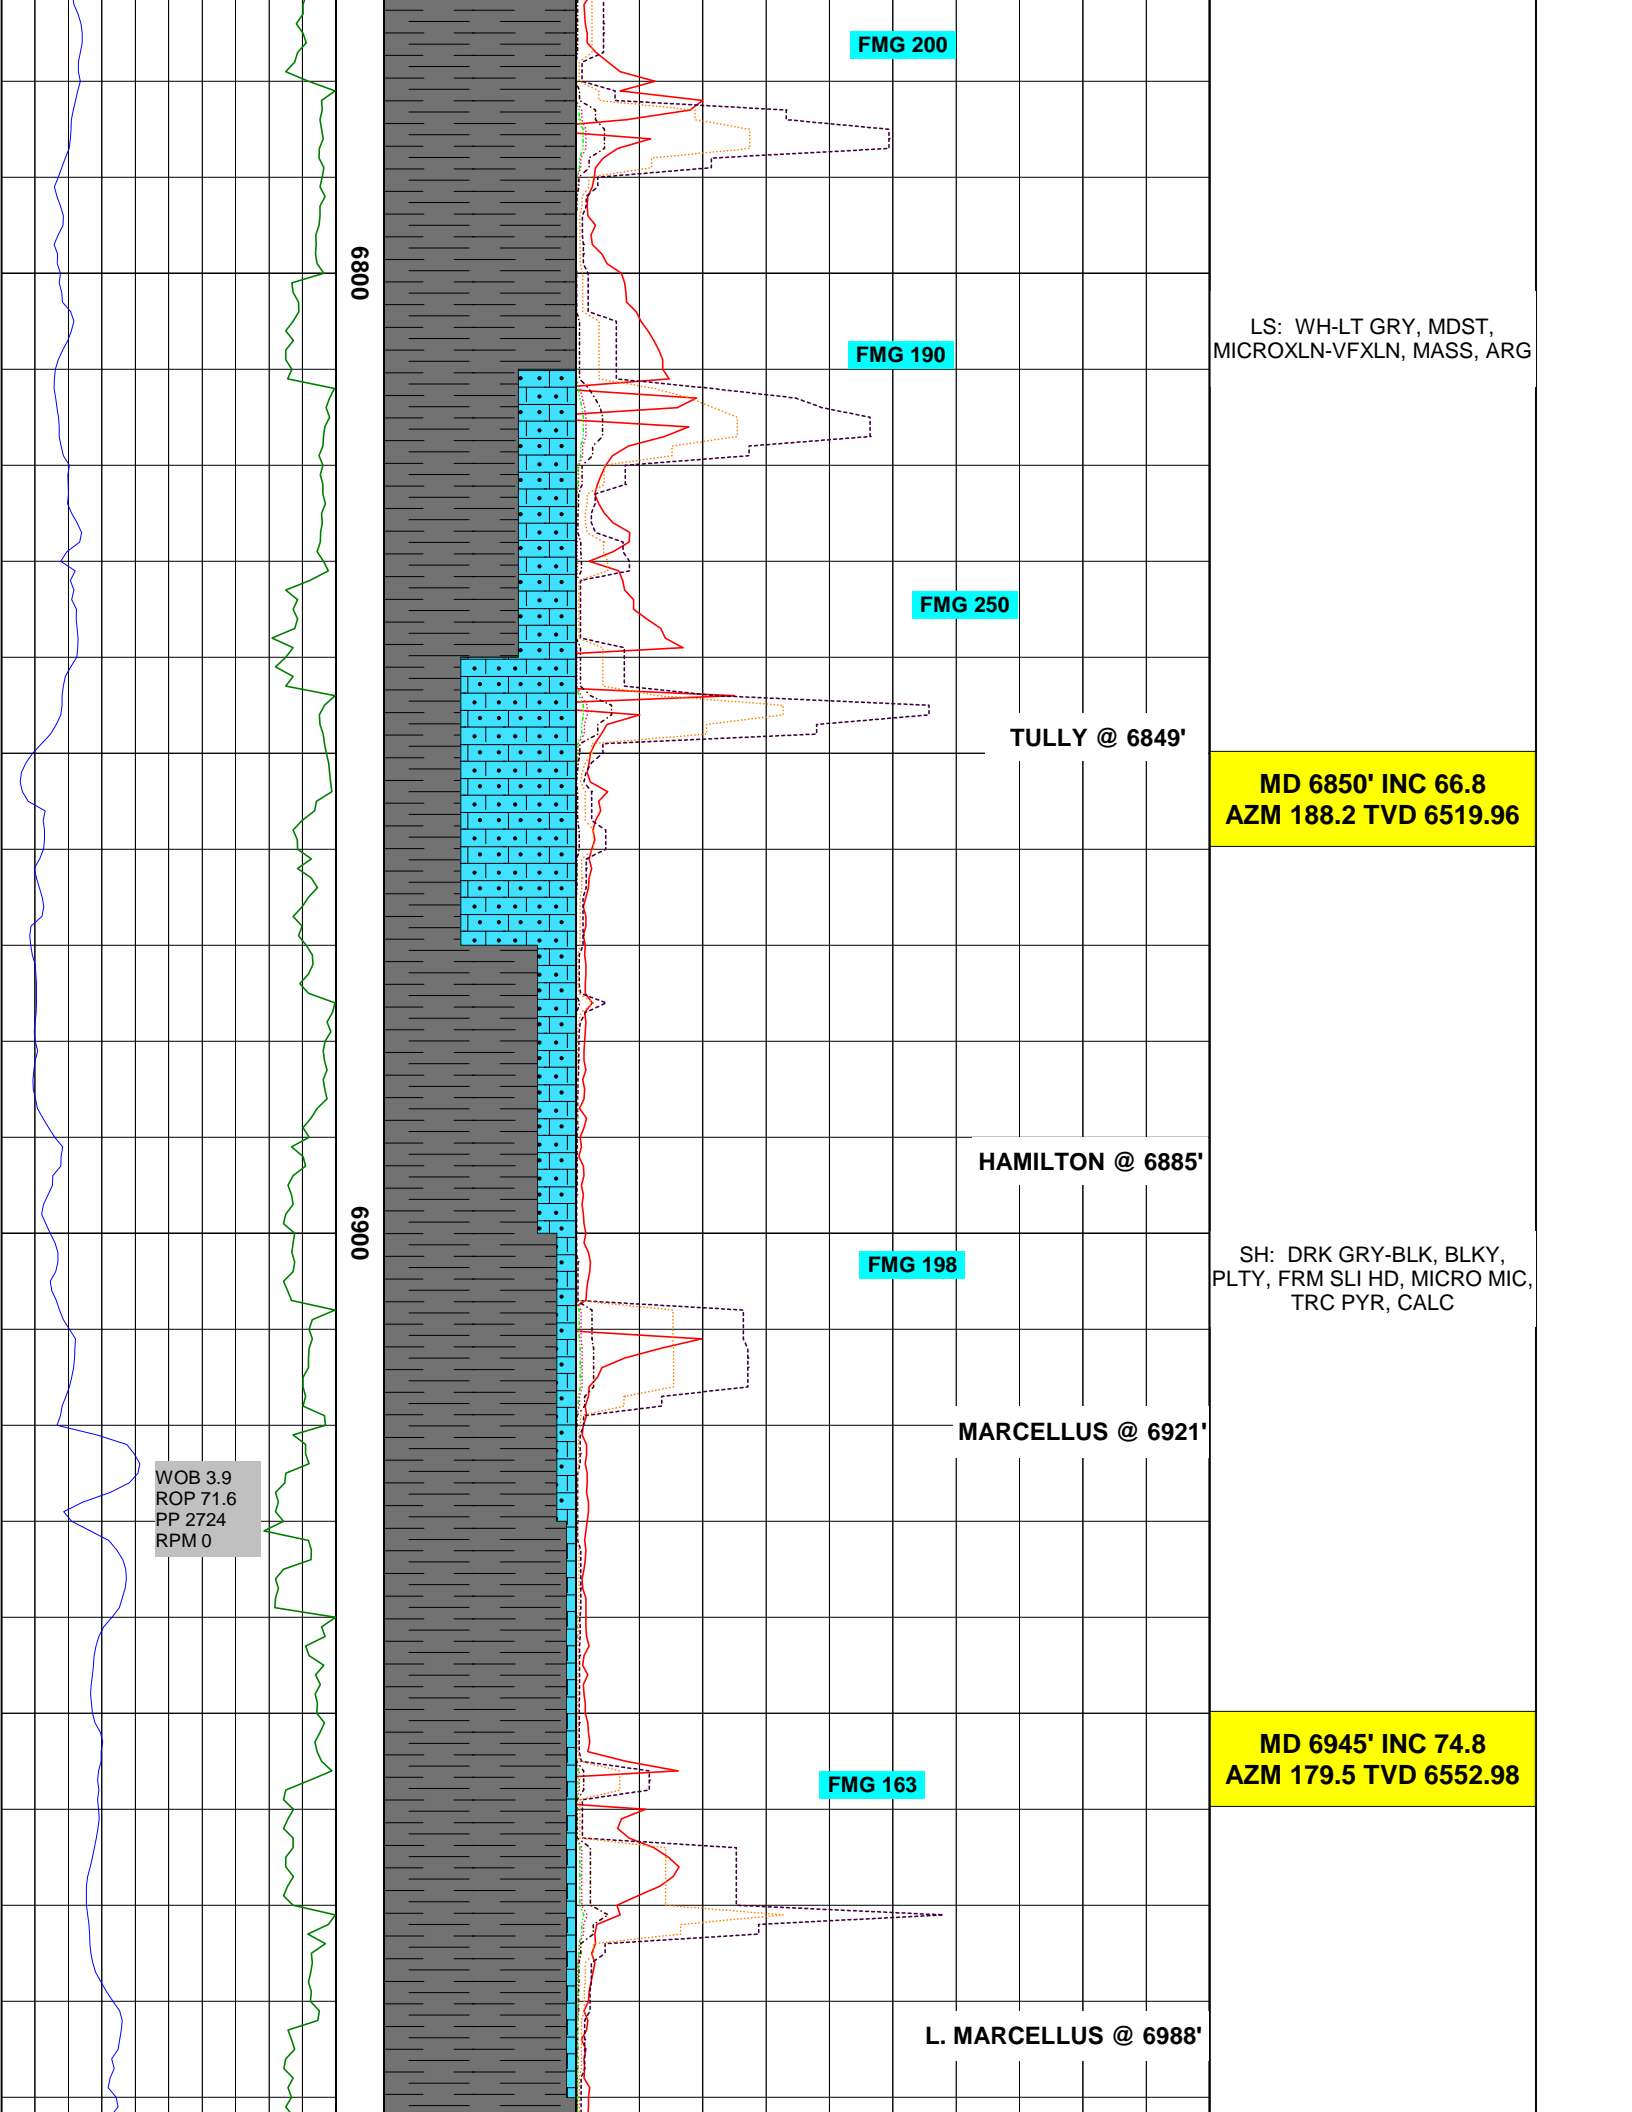 FMG 200
6800
LS: WH-LT GRY, MDST,
MICROXLN-VFXLN, MASS, ARG
FMG 190
FMG 250
TULLY @ 6849'
MD 6850' INC 66.8
AZM 188.2 TVD 6519.96
HAMILTON @ 6885'
6900
FMG 198
SH: DRK GRY-BLK, BLKY,
PLTY, FRM SLI HD, MICRO MIC,
TRC PYR, CALC
MARCELLUS @ 6921'
WOB 3.9
ROP 71.6
PP 2724
RPM 0
MD 6945' INC 74.8
AZM 179.5 TVD 6552.98
FMG 163
L. MARCELLUS @ 6988'